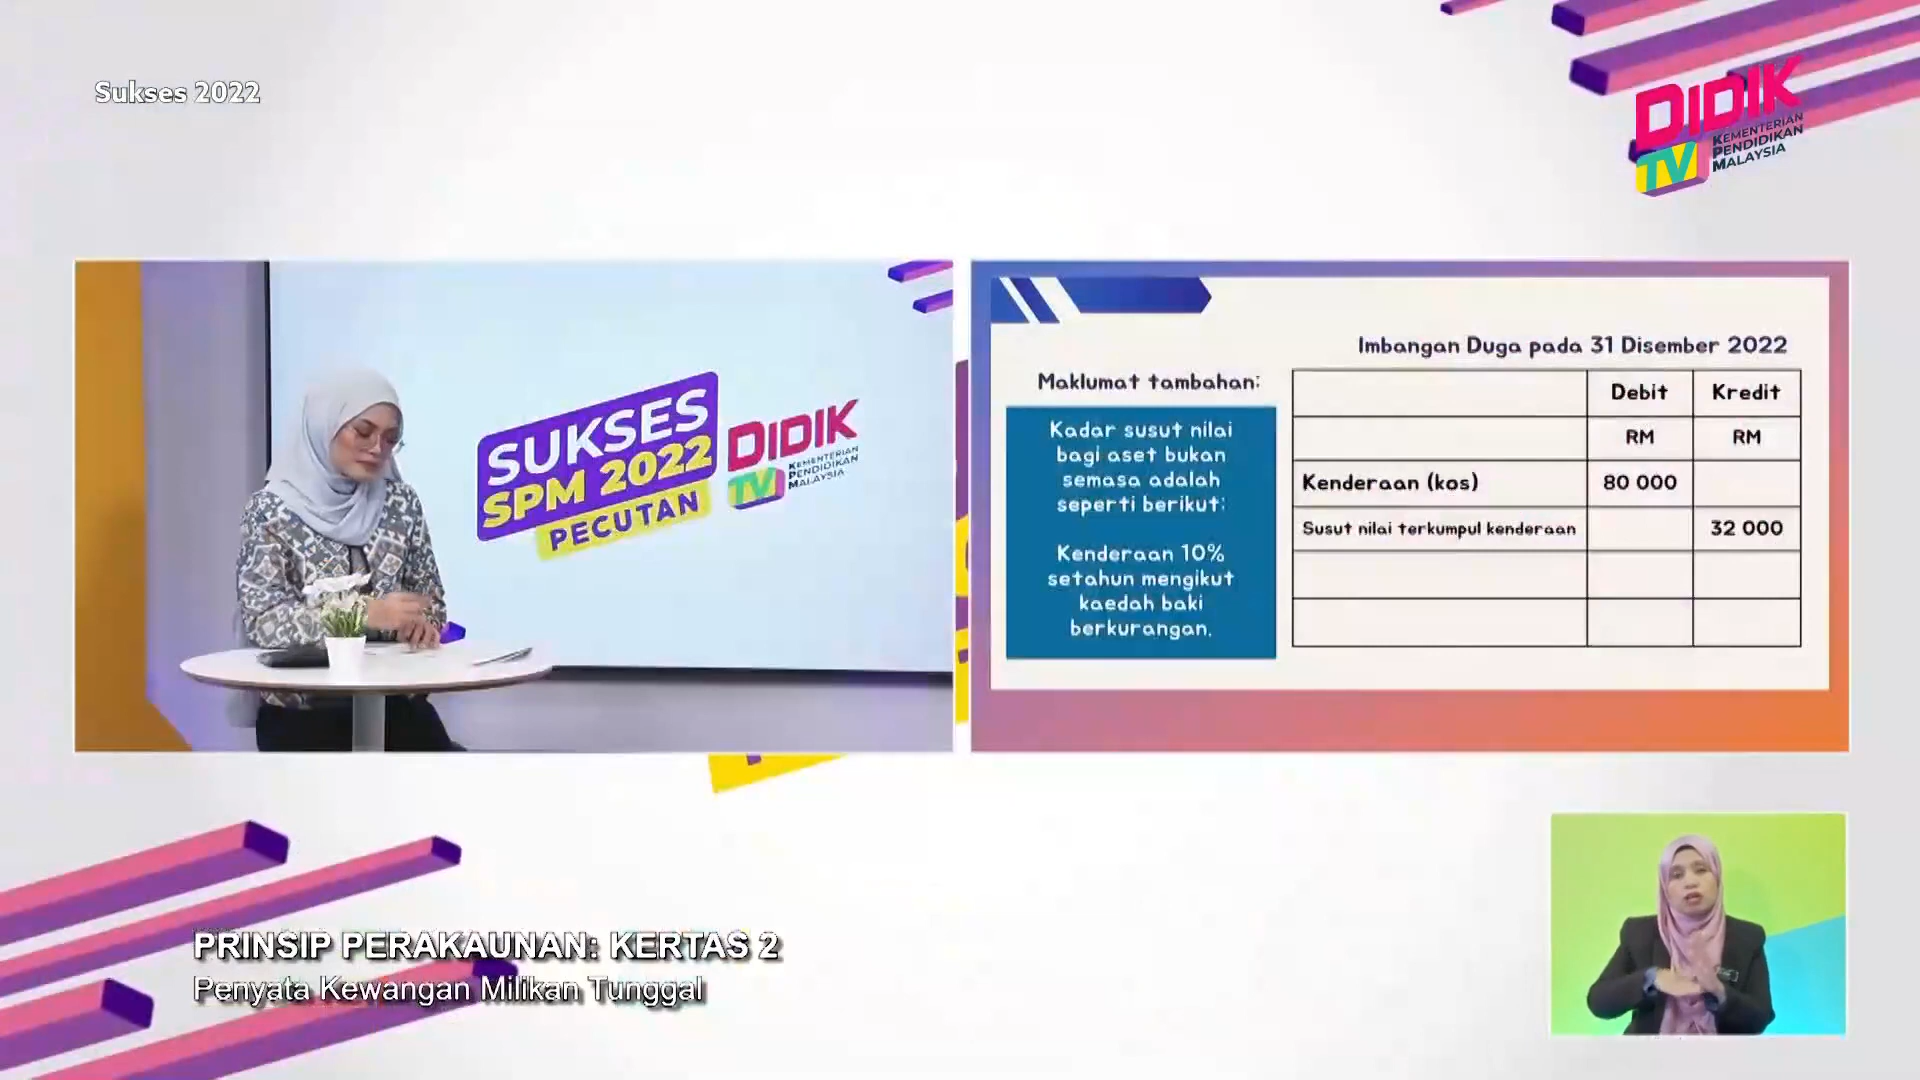 Sukses 2022
DIDIK
TV
KEMENTERIAN
PENDIDIKAN
MALAYSIA
SUKSES
SPM 2022
PECUTAN
DIDIK
TV
KEMENTERIAN
PENDIDIKAN
MALAYSIA
Imbangan Duga pada 31 Disember 2022
Maklumat tambahan:
Kadar susut nilai
bagi aset bukan
semasa adalah
seperti berikut:
Kenderaan 10%
setahun mengikut
kaedah baki
berkurangan.
Debit Kredit
RM RM
Kenderaan (kos) 80 000
Susut nilai terkumpul kenderaan 32 000
PRINSIP PERAKAUNAN: KERTAS 2
Penyata Kewangan Milikan Tunggal